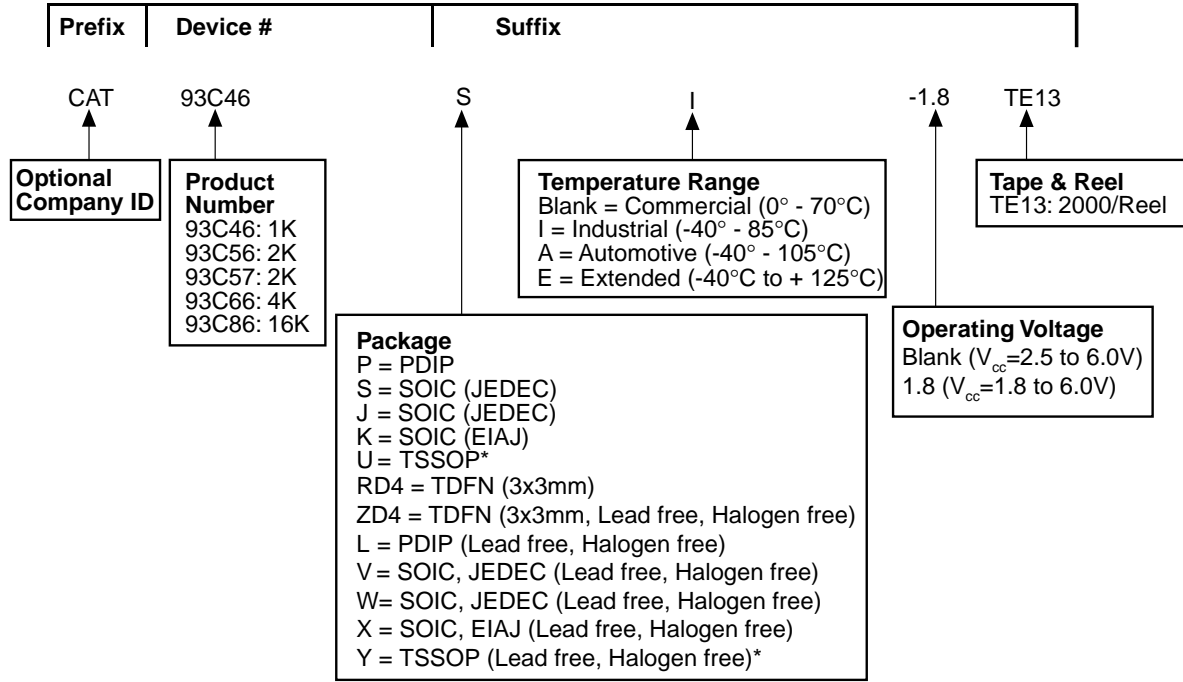 Prefix Device # Suffix
CAT 93C46 S I -1.8 TE13
Optional
Company ID
Product
Number
93C46: 1K
93C56: 2K
93C57: 2K
93C66: 4K
93C86: 16K
Temperature Range
Blank = Commercial (0° - 70°C)
I = Industrial (-40° - 85°C)
A = Automotive (-40° - 105°C)
E = Extended (-40°C to + 125°C)
Tape & Reel
TE13: 2000/Reel
Package
P = PDIP
S = SOIC (JEDEC)
J = SOIC (JEDEC)
K = SOIC (EIAJ)
U = TSSOP*
RD4 = TDFN (3x3mm)
ZD4 = TDFN (3x3mm, Lead free, Halogen free)
L = PDIP (Lead free, Halogen free)
V = SOIC, JEDEC (Lead free, Halogen free)
W= SOIC, JEDEC (Lead free, Halogen free)
X = SOIC, EIAJ (Lead free, Halogen free)
Y = TSSOP (Lead free, Halogen free)*
Operating Voltage
Blank (Vcc=2.5 to 6.0V)
1.8 (Vcc=1.8 to 6.0V)